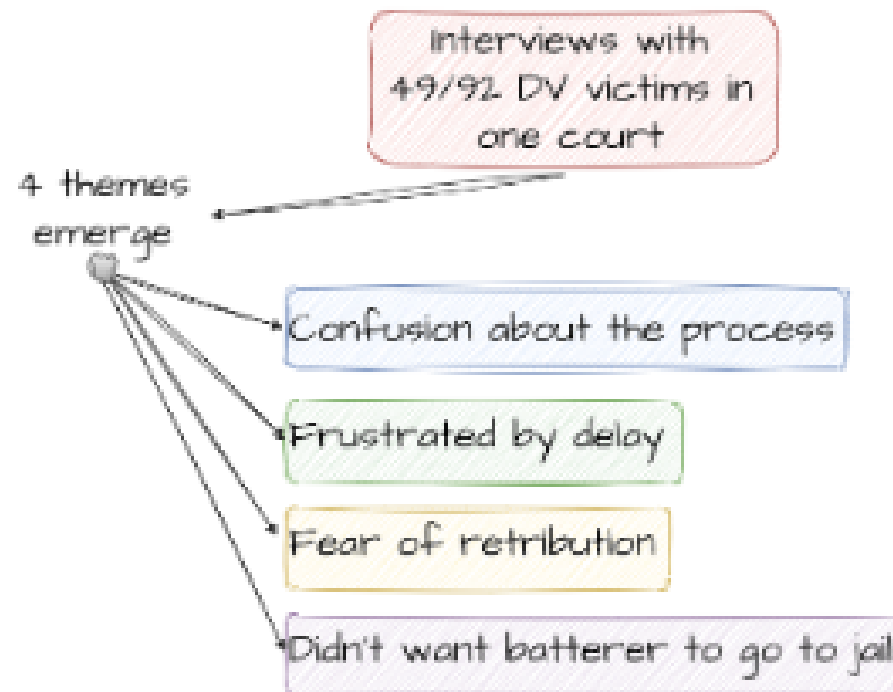 Interviews with
49/92 DV victims in
one court
4 themes
emerge
Confusion about the process
Frustrated by delay
Fear of retribution
Didn't want batterer to go to jail